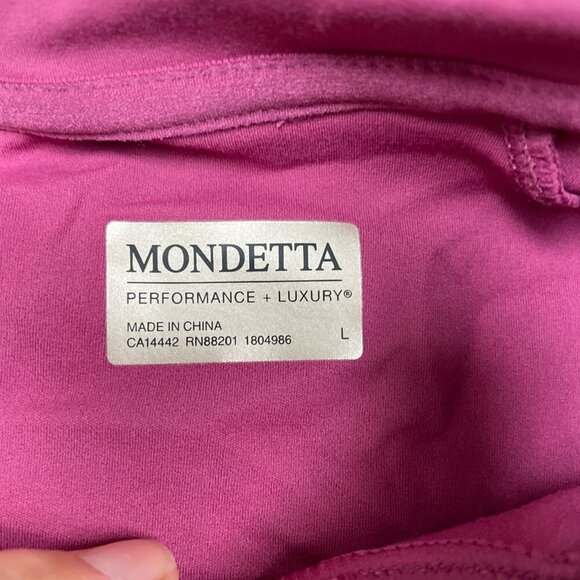 MONDETTA
PERFORMANCE + LUXURY®
MADE IN CHINA
CA14442 RN88201 1804986 L